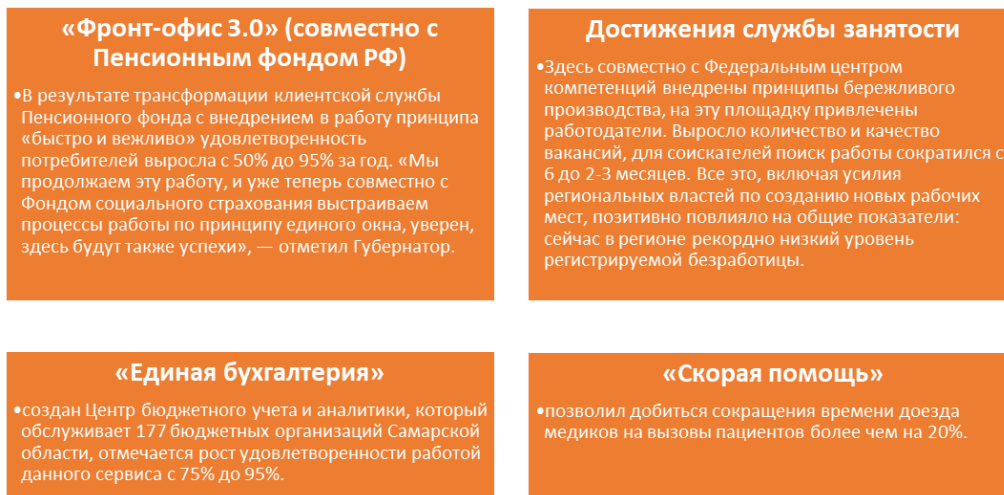 «Фронт-офис 3.0» (совместно с
Пенсионным фондом РФ)
•В результате трансформации клиентской службы
Пенсионного фонда с внедрением в работу принципа
«быстро и вежливо» удовлетворенность
потребителей выросла с 50% до 95% за год. «Мы
продолжаем эту работу, и уже теперь совместно с
Фондом социального страхования выстраиваем
процессы работы по принципу единого окна, уверен,
здесь будут также успехи», — отметил Губернатор.
Достижения службы занятости
•Здесь совместно с Федеральным центром
компетенций внедрены принципы бережливого
производства, на эту площадку привлечены
работодатели. Выросло количество и качество
вакансий, для соискателей поиск работы сократился с
6 до 2-3 месяцев. Все это, включая усилия
региональных властей по созданию новых рабочих
мест, позитивно повлияло на общие показатели:
сейчас в регионе рекордно низкий уровень
регистрируемой безработицы.
«Единая бухгалтерия»
•создан Центр бюджетного учета и аналитики, который
обслуживает 177 бюджетных организаций Самарской
области, отмечается рост удовлетворенности работой
данного сервиса с 75% до 95%.
«Скорая помощь»
•позволил добиться сокращения времени доезда
медиков на вызовы пациентов более чем на 20%.